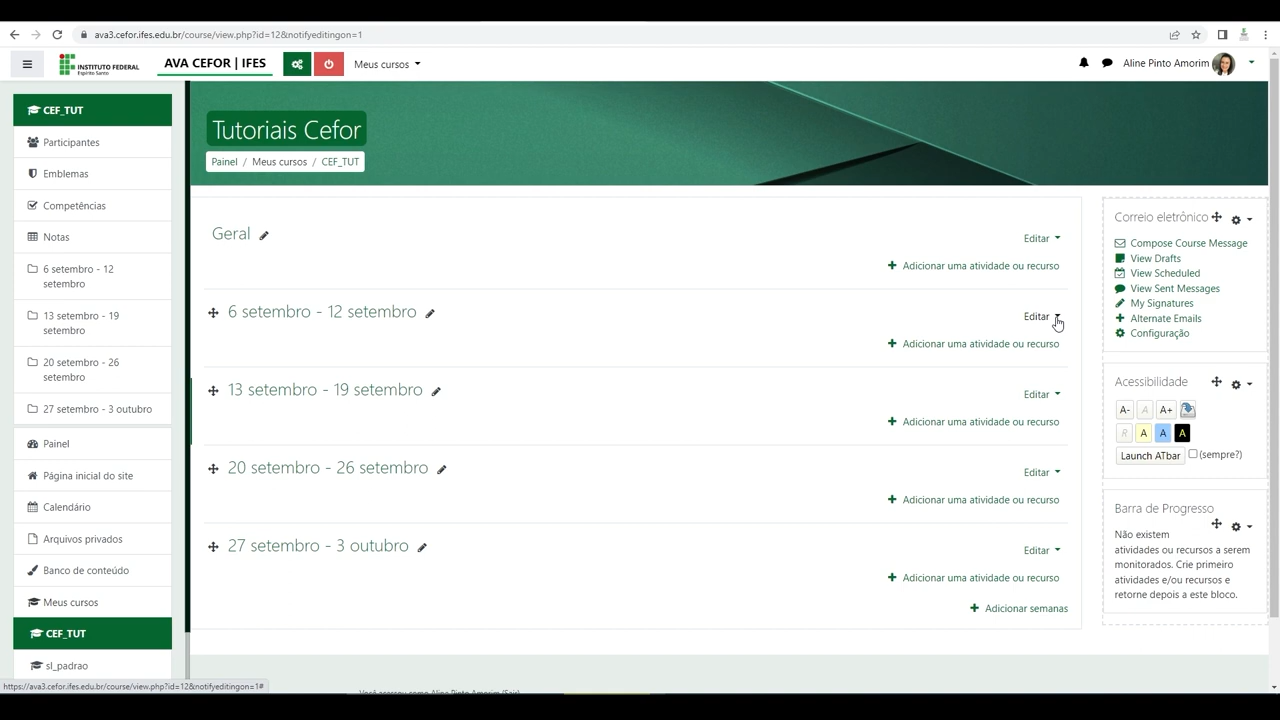 ava3.cefor.ifes.edu.br/course/view.php?id=12&notifyeditingon=1
INSTITUTO FEDERAL
Espírito Santo
AVA CEFOR | IFES
Meus cursos
Aline Pinto Amorim
CEF_TUT
Participantes
Emblemas
Competências
Notas
6 setembro - 12
setembro
13 setembro - 19
setembro
20 setembro - 26
setembro
27 setembro - 3 outubro
Painel
Página inicial do site
Calendário
Arquivos privados
Banco de conteúdo
Meus cursos
CEF_TUT
sl_padrao
https://ava3.cefor.ifes.edu.br/course/view.php?id=12&notifyeditingon=1#
Tutoriais Cefor
Painel / Meus cursos / CEF_TUT
Geral
Editar
Adicionar uma atividade ou recurso
6 setembro - 12 setembro
Editar
Adicionar uma atividade ou recurso
13 setembro - 19 setembro
Editar
Adicionar uma atividade ou recurso
20 setembro - 26 setembro
Editar
Adicionar uma atividade ou recurso
27 setembro - 3 outubro
Editar
Adicionar uma atividade ou recurso
Adicionar semanas
Você acessou como Aline Pinto Amorim (Sair)
Correio eletrônico
Compose Course Message
View Drafts
View Scheduled
View Sent Messages
My Signatures
Alternate Emails
Configuração
Acessibilidade
A- A A+
R A A A
Launch ATbar (sempre?)
Barra de Progresso
Não existem
atividades ou recursos a serem
monitorados. Crie primeiro
atividades e/ou recursos e
retorne depois a este bloco.